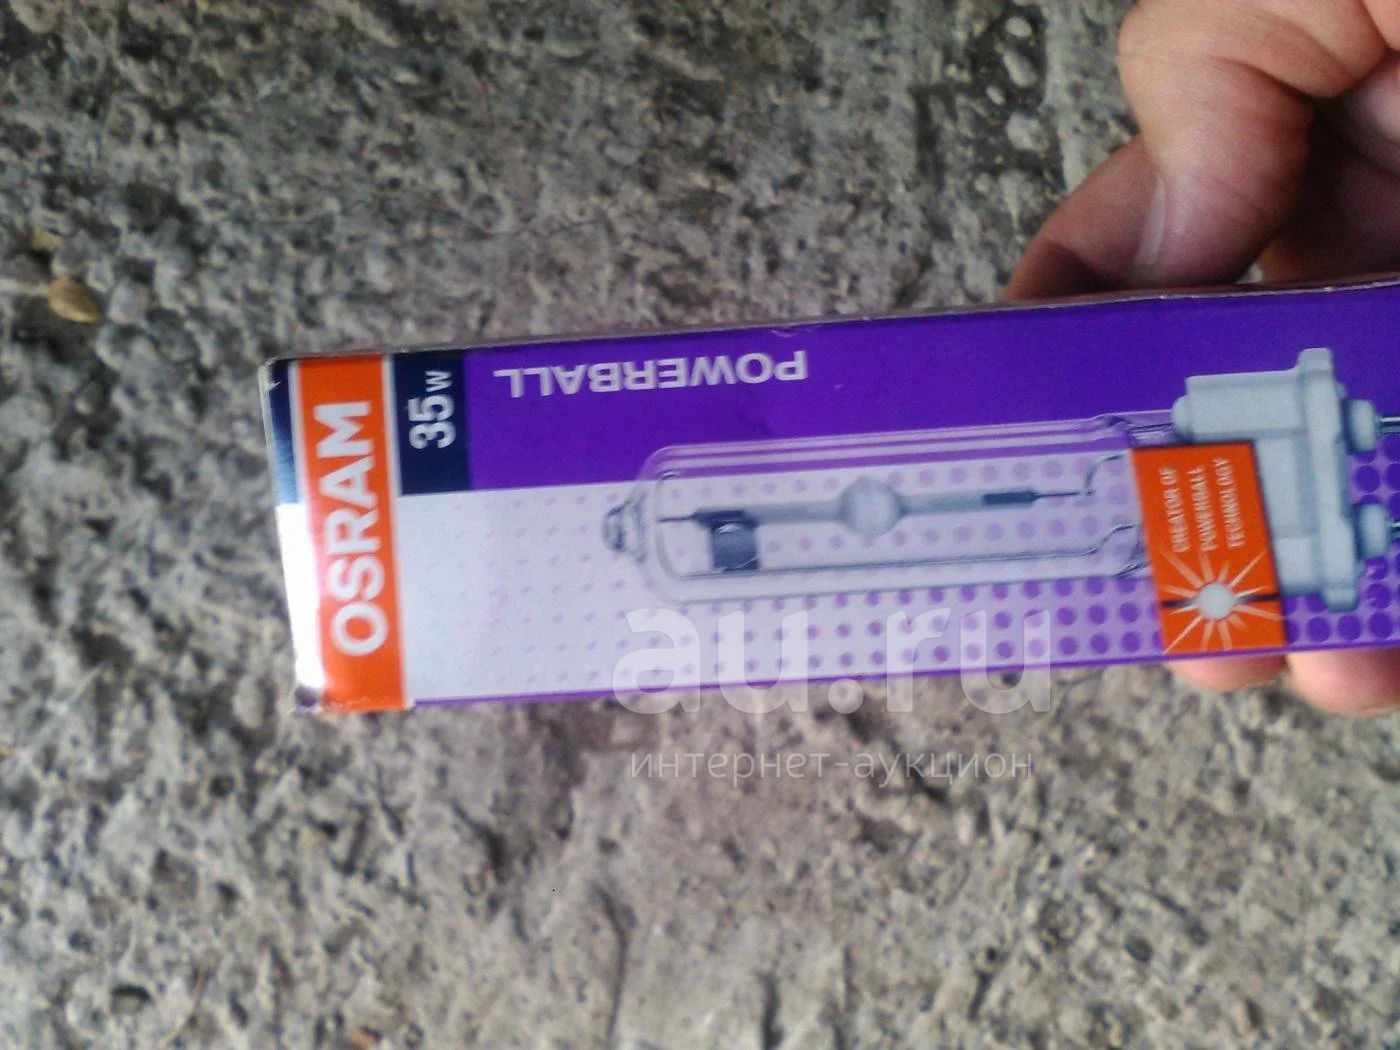 OSRAM
35W
POWERBALL
CREATOR OF
POWERBALL
TECHNOLOGY
au.ru
интернет-аукцион